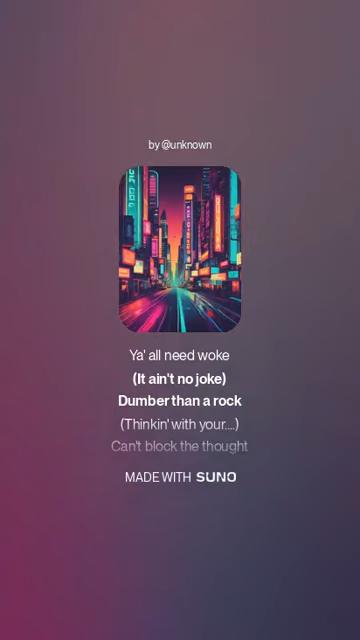 by @unknown
Ya' all need woke
(It ain't no joke)
Dumber than a rock
(Thinkin' with your....)
Can't block the thought
MADE WITH SUNO